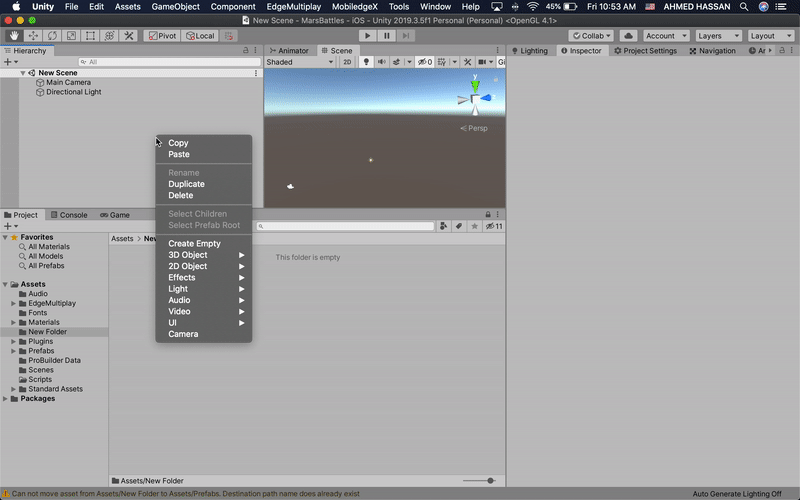 Unity File Edit Assets GameObject Component EdgeMultiplay MobiledgeX Tools Window Help 45% Fri 10:53 AM AHMED HASSAN
New Scene - MarsBattles - iOS - Unity 2019.3.5f1 Personal (Personal) <OpenGL 4.1>
Pivot Local Collab Account Layers Layout
Hierarchy
All
New Scene
Main Camera
Directional Light
Animator Scene
Shaded 2D 0 Gi
y
z
Persp
Lighting Inspector Project Settings Navigation Ar
Copy
Paste
Rename
Duplicate
Delete
Select Children
Select Prefab Root
Create Empty
3D Object
2D Object
Effects
Light
Audio
Video
UI
Camera
Project Console Game
11
Favorites
All Materials
All Models
All Prefabs
Assets
Audio
EdgeMultiplay
Fonts
Materials
New Folder
Plugins
Prefabs
ProBuilder Data
Scenes
Scripts
Standard Assets
Packages
Assets > New
This folder is empty
Assets/New Folder
Can not move asset from Assets/New Folder to Assets/Prefabs. Destination path name does already exist
Auto Generate Lighting Off